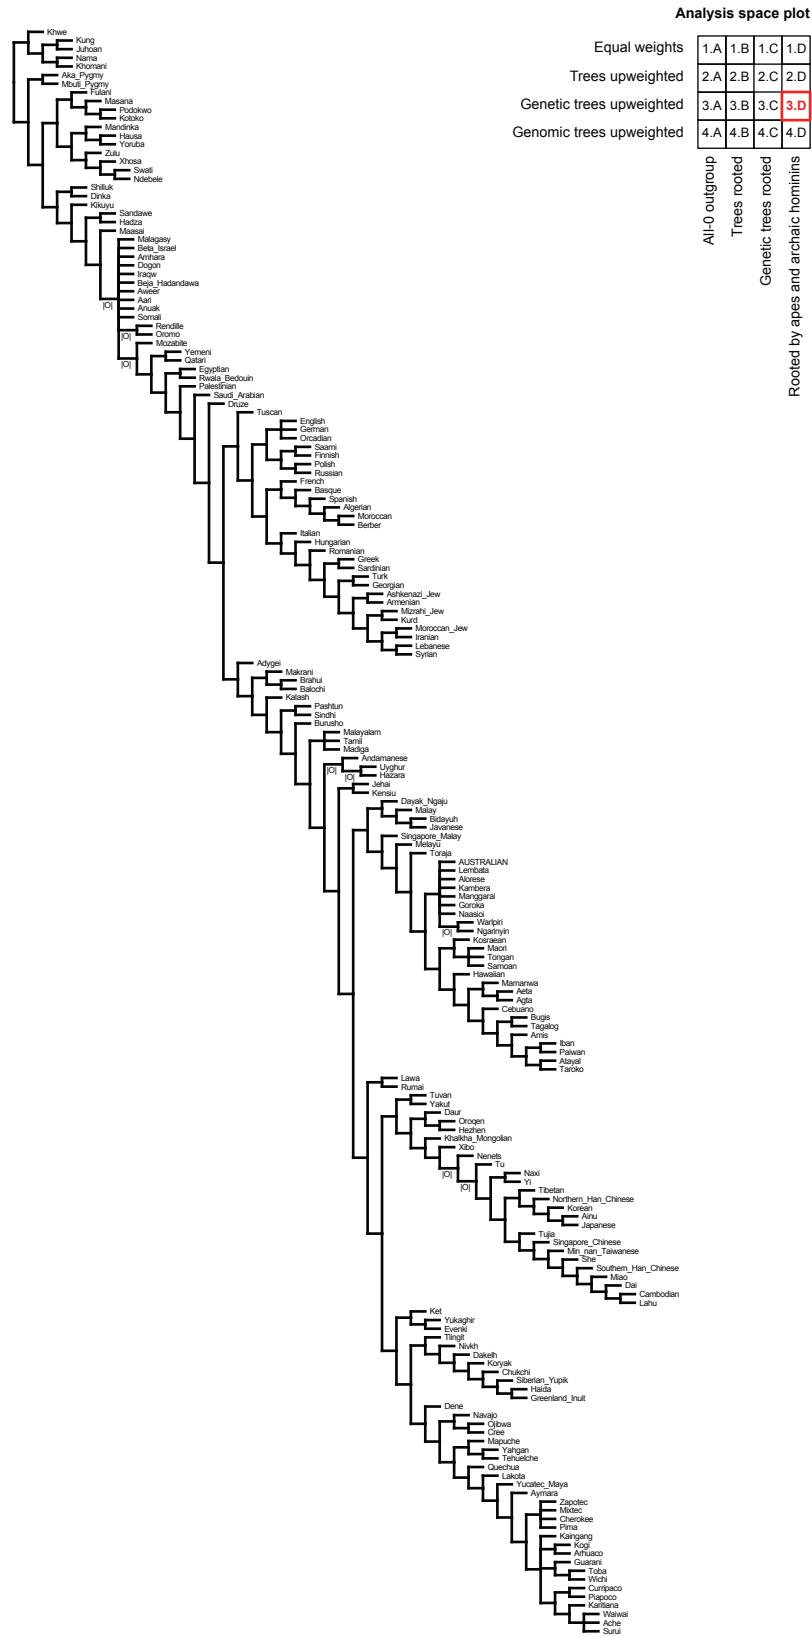 Analysis space plot
Equal weights
1.A 1.B 1.C 1.D
Trees upweighted
2.A 2.B 2.C 2.D
Genetic trees upweighted
3.A 3.B 3.C 3.D
Genomic trees upweighted
4.A 4.B 4.C 4.D
All-0 outgroup
Trees rooted
Genetic trees rooted
Rooted by apes and archaic hominins
Khwe
Kung
Juhoan
Nama
Khomani
Aka_Pygmy
Mbuti_Pygmy
Fulani
Masana
Podokwo
Kotoko
Mandinka
Hausa
Yoruba
Zulu
Xhosa
Swati
Ndebele
Shilluk
Dinka
Kikuyu
Sandawe
Hadza
Maasai
Malagasy
Beta_Israel
Amhara
Dogon
Iraqw
Beja_Hadandawa
Aweer
Aari
|O|
Anuak
Somali
Rendille
|O|
Oromo
Mozabite
Yemeni
|O|
Qatari
Egyptian
Rwala_Bedouin
Palestinian
Saudi_Arabian
Druze
Tuscan
English
German
Orcadian
Saami
Finnish
Polish
Russian
French
Basque
Spanish
Algerian
Moroccan
Berber
Italian
Hungarian
Romanian
Greek
Sardinian
Turk
Georgian
Ashkenazi_Jew
Armenian
Mizrahi_Jew
Kurd
Moroccan_Jew
Iranian
Lebanese
Syrian
Adygei
Makrani
Brahui
Balochi
Kalash
Pashtun
Sindhi
Burusho
Malayalam
Tamil
Madiga
Andamanese
Uyghur
|O|
Hazara
|O|
Jehai
Kensiu
Dayak_Ngaju
Malay
Bidayuh
Javanese
Singapore_Malay
Melayu
Toraja
AUSTRALIAN
Lembata
Alorese
Kambera
Manggarai
Goroka
Naasioi
Warlpiri
Ngarinyin
|O|
Kosraean
Maori
Tongan
Samoan
Hawaiian
Mamanwa
Aeta
Agta
Cebuano
Bugis
Tagalog
Amis
Iban
Paiwan
Atayal
Taroko
Lawa
Rumai
Tuvan
Yakut
Daur
Oroqen
Hezhen
Khalkha_Mongolian
Xibo
Nenets
Tu
|O|
Naxi
Yi
|O|
Tibetan
Northern_Han_Chinese
Korean
Ainu
Japanese
Tujia
Singapore_Chinese
Min_nan_Taiwanese
She
Southern_Han_Chinese
Miao
Dai
Cambodian
Lahu
Ket
Yukaghir
Evenki
Tlingit
Nivkh
Dakelh
Koryak
Chukchi
Siberian_Yupik
Haida
Greenland_Inuit
Dene
Navajo
Ojibwa
Cree
Mapuche
Yahgan
Tehuelche
Quechua
Lakota
Yucatec_Maya
Aymara
Zapotec
Mixtec
Cherokee
Pima
Kaingang
Kogi
Arhuaco
Guarani
Toba
Wichi
Curripaco
Piapoco
Karitiana
Waiwai
Ache
Surui